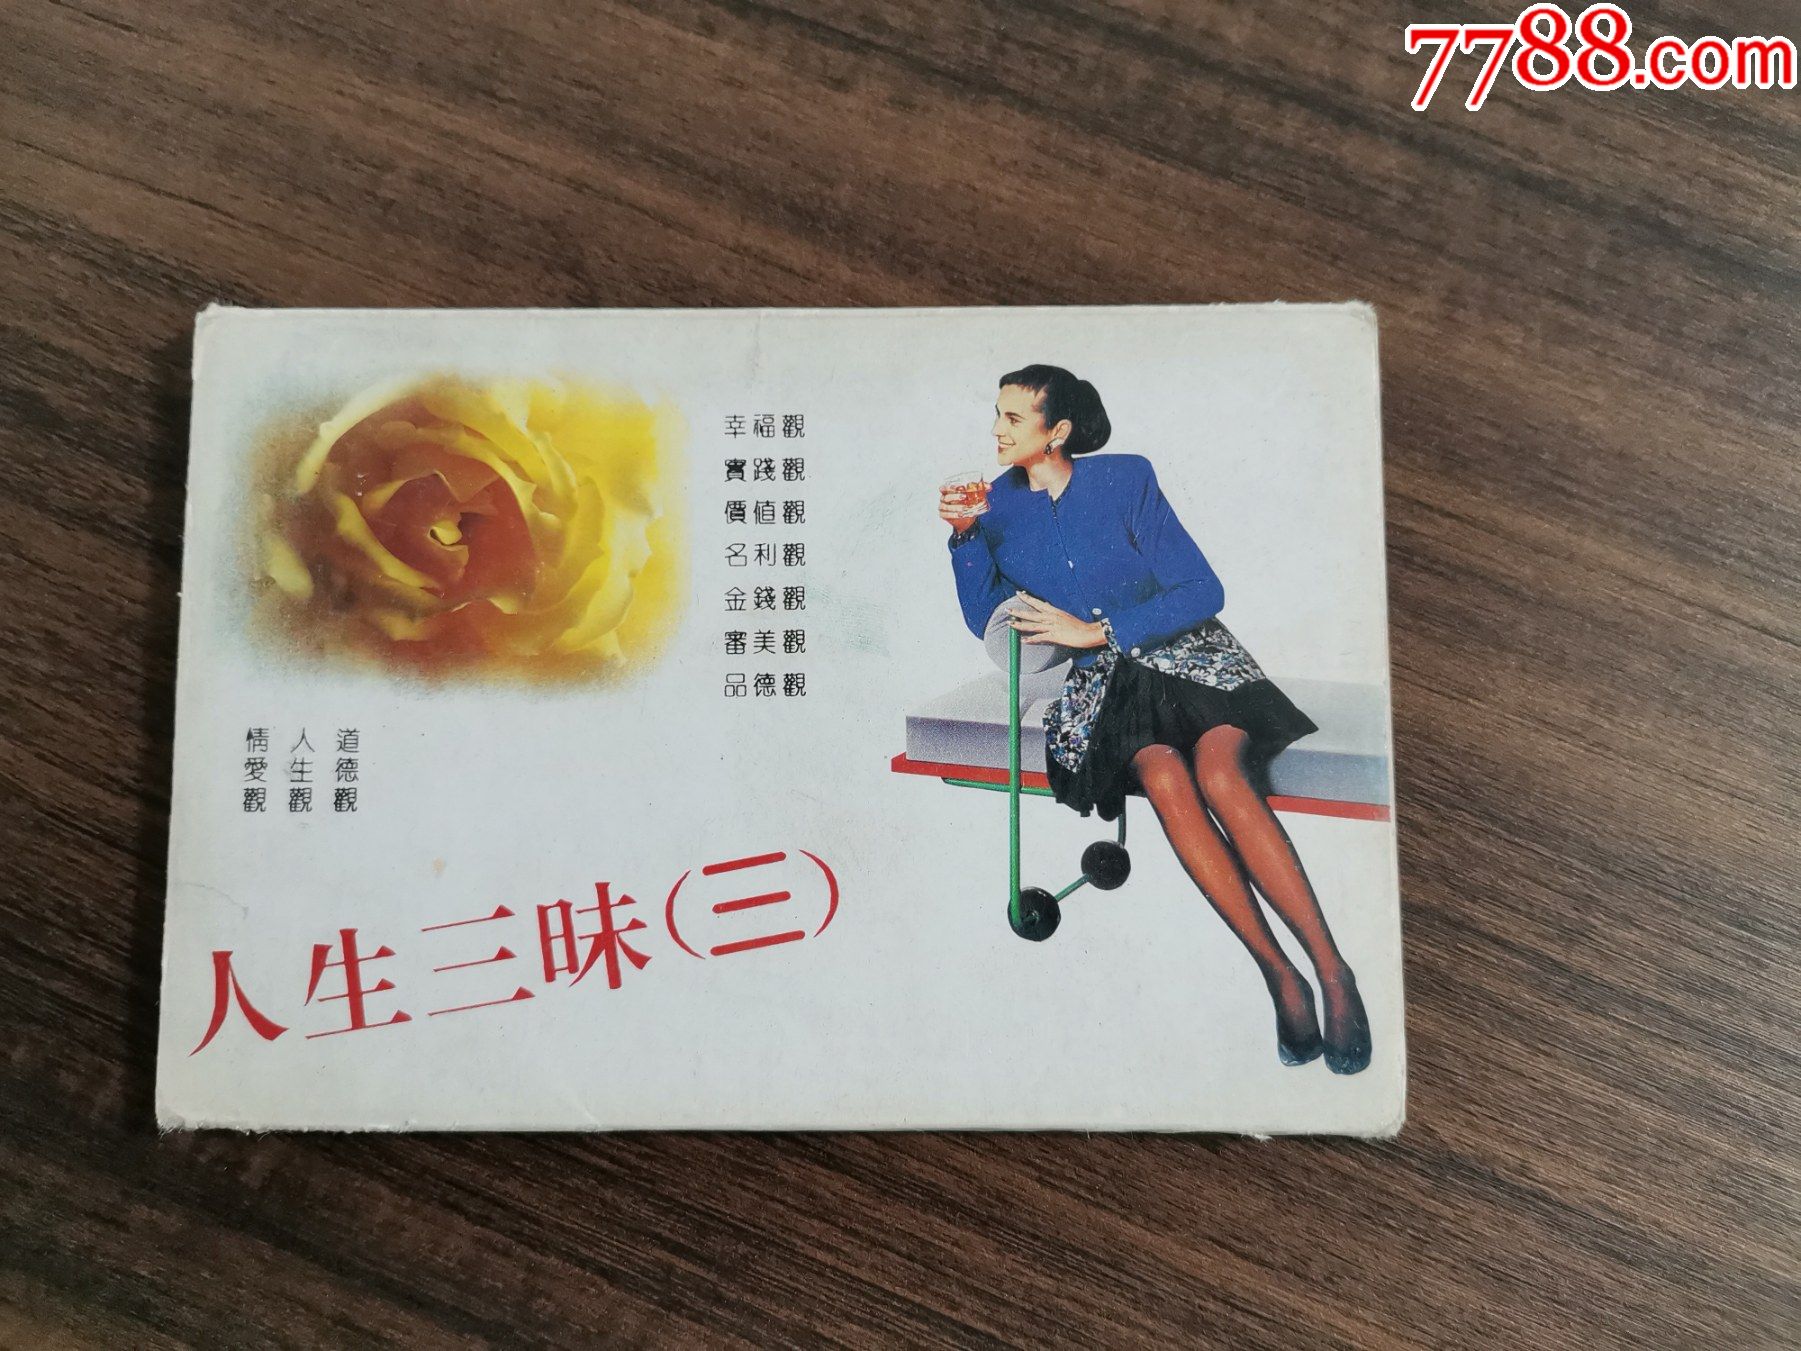 7788.com
幸福觀
實踐觀
價值觀
名利觀
金錢觀
審美觀
品德觀
情愛觀
人生觀
道德觀
人生三昧(三)